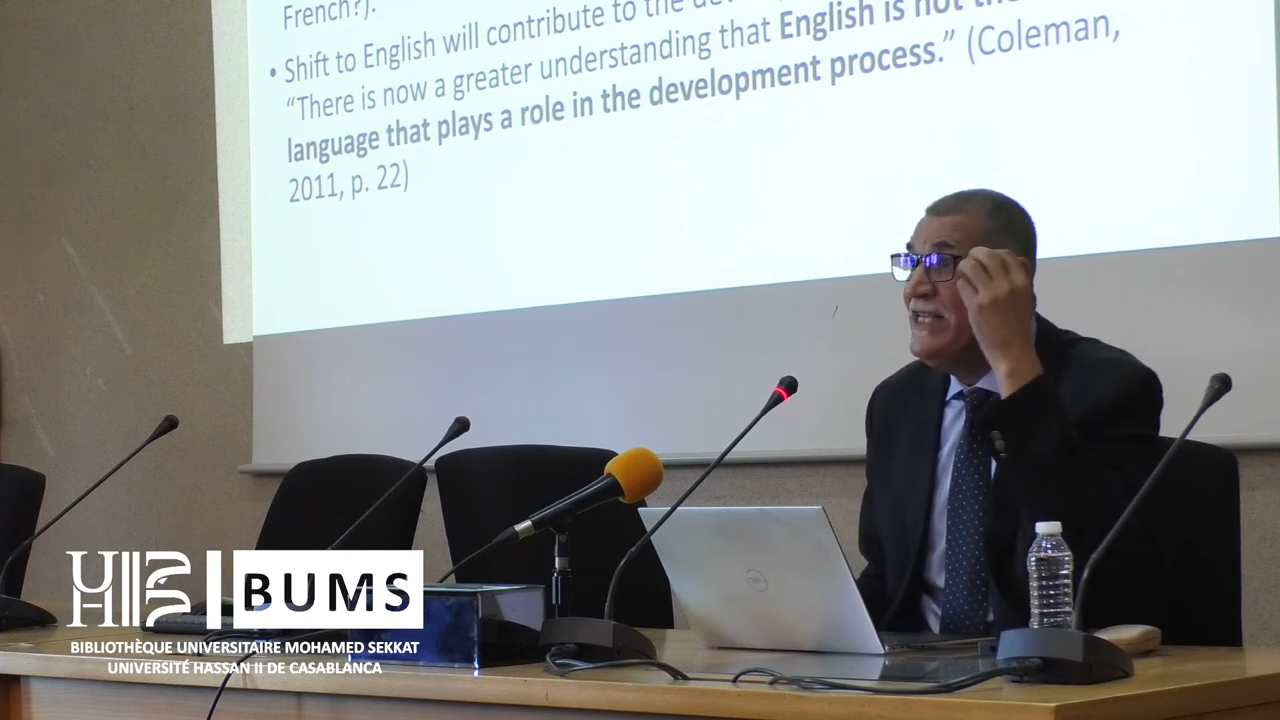 French?).
• Shift to English will contribute to the
“There is now a greater understanding that English is not
language that plays a role in the development process.” (Coleman,
2011, p. 22)
DELL
UH
BUMS
BIBLIOTHÈQUE UNIVERSITAIRE MOHAMED SEKKAT
UNIVERSITÉ HASSAN II DE CASABLANCA